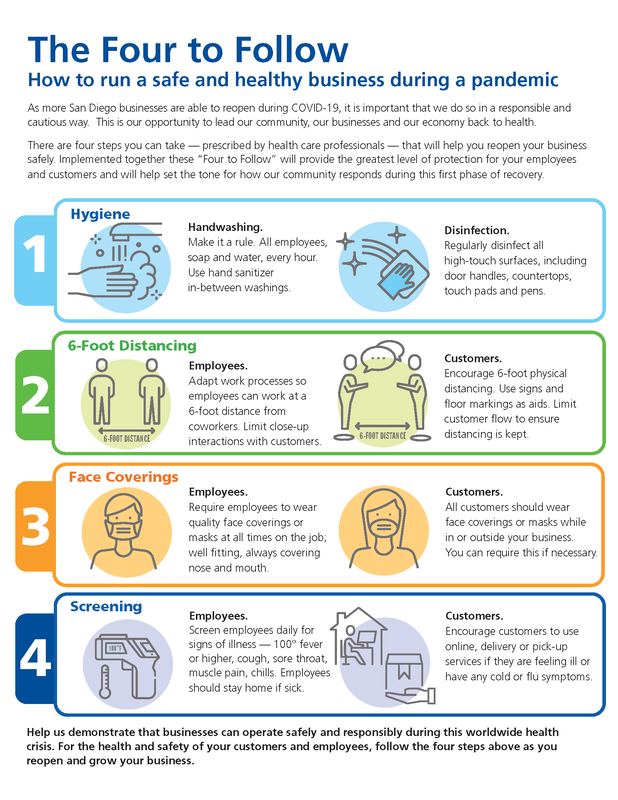 The Four to Follow
How to run a safe and healthy business during a pandemic
As more San Diego businesses are able to reopen during COVID-19, it is important that we do so in a responsible and
cautious way.  This is our opportunity to lead our community, our businesses and our economy back to health.
There are four steps you can take — prescribed by health care professionals — that will help you reopen your business
safely. Implemented together these “Four to Follow” will provide the greatest level of protection for your employees
and customers and will help set the tone for how our community responds during this first phase of recovery.
1
Hygiene
Handwashing.
Make it a rule. All employees,
soap and water, every hour.
Use hand sanitizer
in-between washings.
Disinfection.
Regularly disinfect all
high-touch surfaces, including
door handles, countertops,
touch pads and pens.
2
6-Foot Distancing
6-FOOT DISTANCE
Employees.
Adapt work processes so
employees can work at a
6-foot distance from
coworkers. Limit close-up
interactions with customers.
6-FOOT DISTANCE
Customers.
Encourage 6-foot physical
distancing. Use signs and
floor markings as aids. Limit
customer flow to ensure
distancing is kept.
3
Face Coverings
Employees.
Require employees to wear
quality face coverings or
masks at all times on the job;
well fitting, always covering
nose and mouth.
Customers.
All customers should wear
face coverings or masks while
in or outside your business.
You can require this if necessary.
4
Screening
Employees.
Screen employees daily for
signs of illness — 100º fever
or higher, cough, sore throat,
muscle pain, chills. Employees
should stay home if sick.
Customers.
Encourage customers to use
online, delivery or pick-up
services if they are feeling ill or
have any cold or flu symptoms.
Help us demonstrate that businesses can operate safely and responsibly during this worldwide health
crisis. For the health and safety of your customers and employees, follow the four steps above as you
reopen and grow your business.